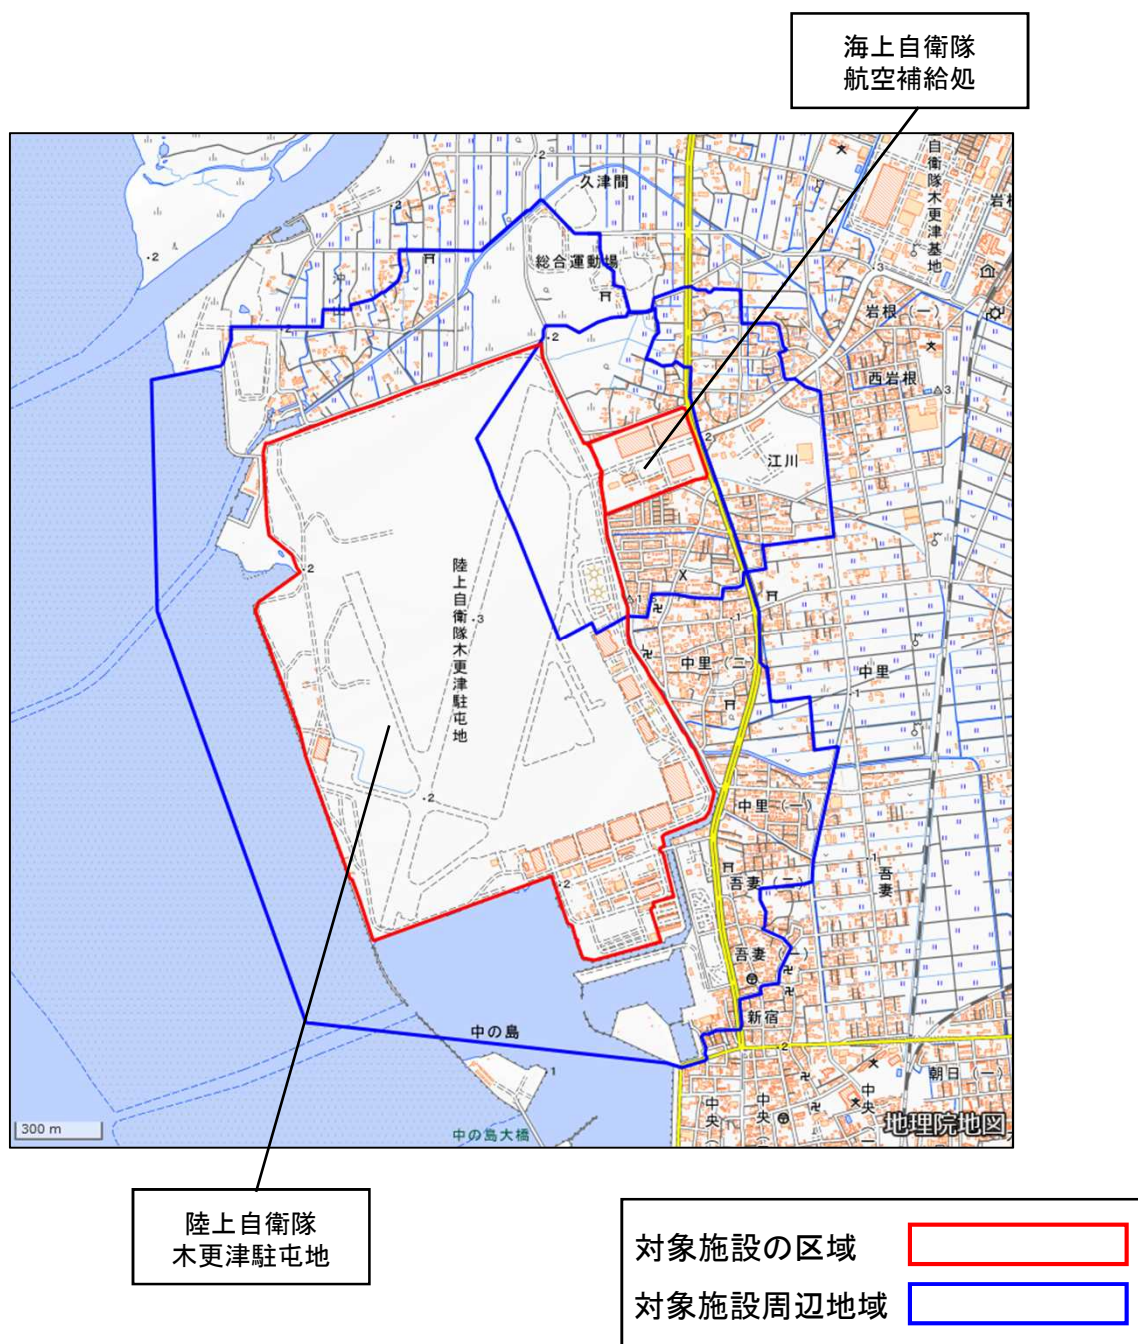 海上自衛隊
航空補給処
久津間
自衛隊木更津基地
総合運動場
岩根（一）
西岩根
江川
陸上自衛隊木更津駐屯地
中里（二）
中里
中里（一）
吾妻（二）
吾妻
吾妻（一）
新宿
中の島
朝日（一）
中央
中央
中央
300 m
中の島大橋
地理院地図
陸上自衛隊
木更津駐屯地
対象施設の区域
対象施設周辺地域